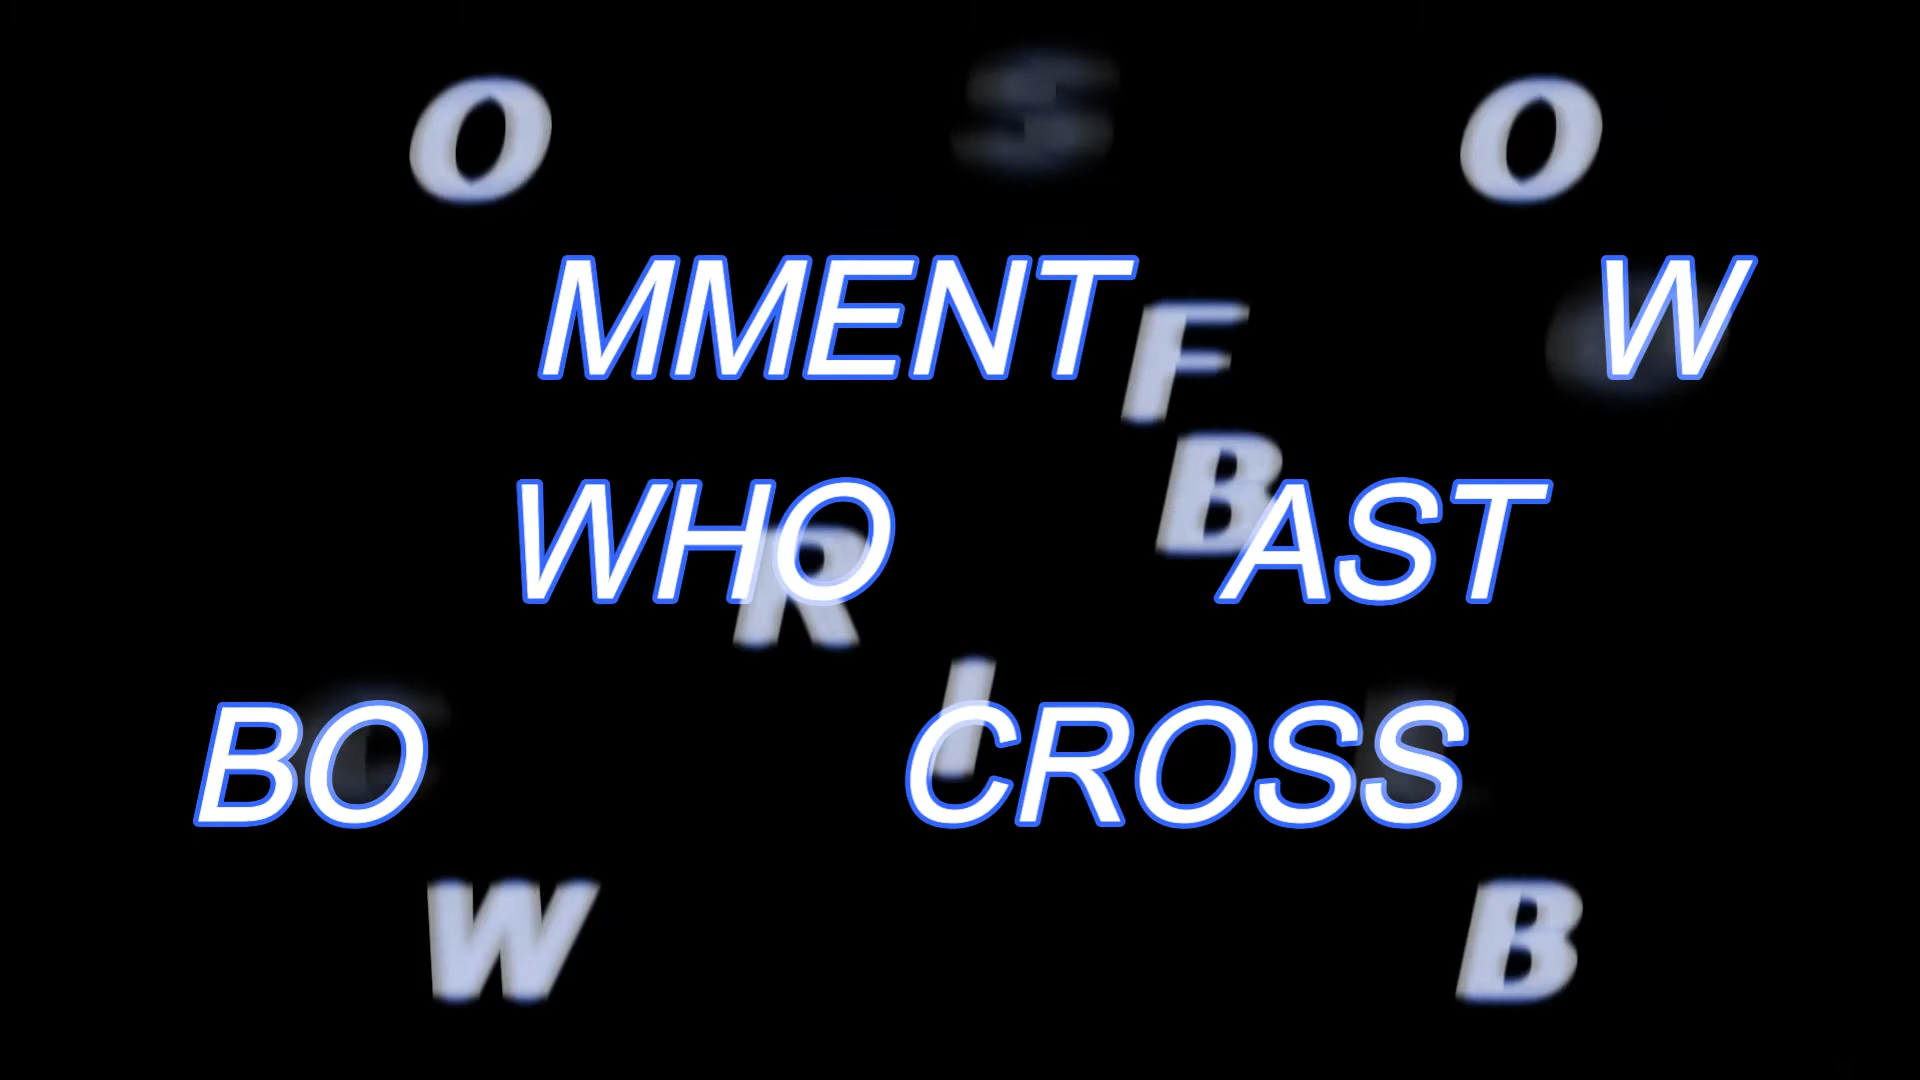 O S O
MMENT F W
WHO R B AST
BO I CROSS
W B